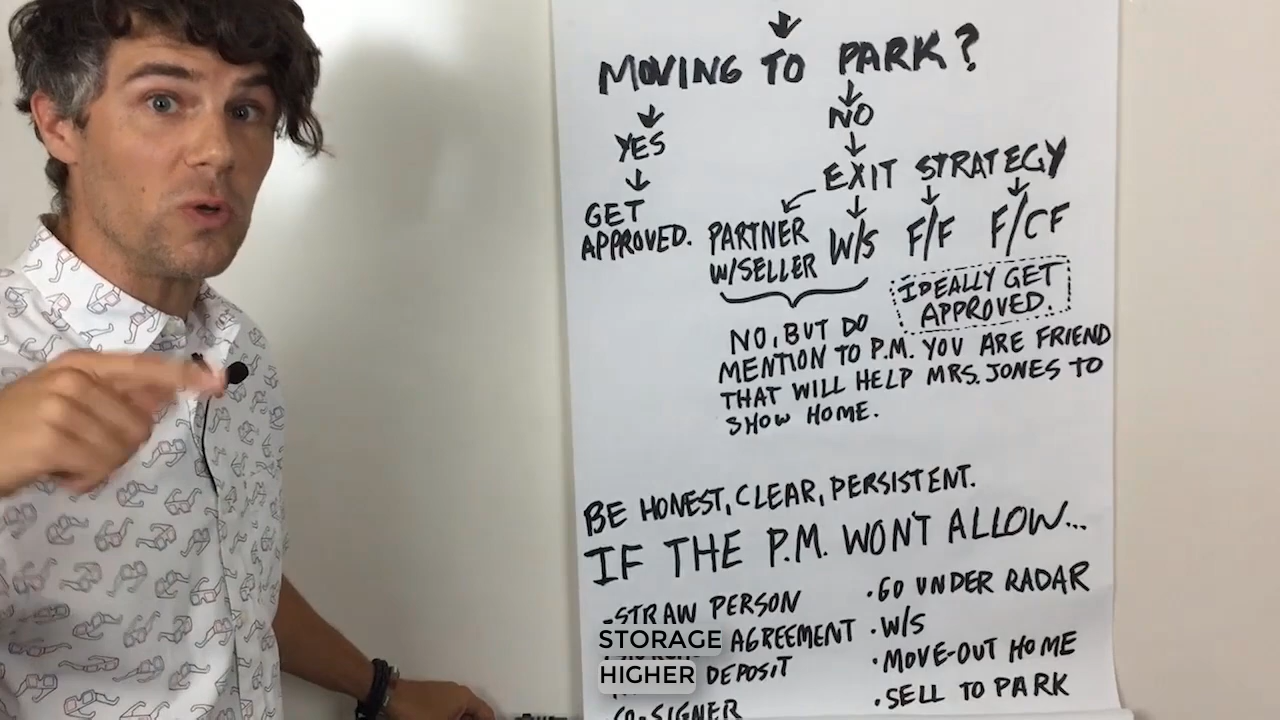 MOVING TO PARK?
YES
NO
GET
APPROVED.
EXIT STRATEGY
PARTNER
W/SELLER
W/S
F/F
F/CF
IDEALLY GET
APPROVED.
NO, BUT DO
MENTION TO P.M. YOU ARE FRIEND
THAT WILL HELP MRS. JONES TO
SHOW HOME.
BE HONEST, CLEAR, PERSISTENT.
IF THE P.M. WON'T ALLOW...
-STRAW PERSON
STORAGE AGREEMENT
HIGHER DEPOSIT
CO-SIGNER
•GO UNDER RADAR
•W/S
•MOVE-OUT HOME
•SELL TO PARK